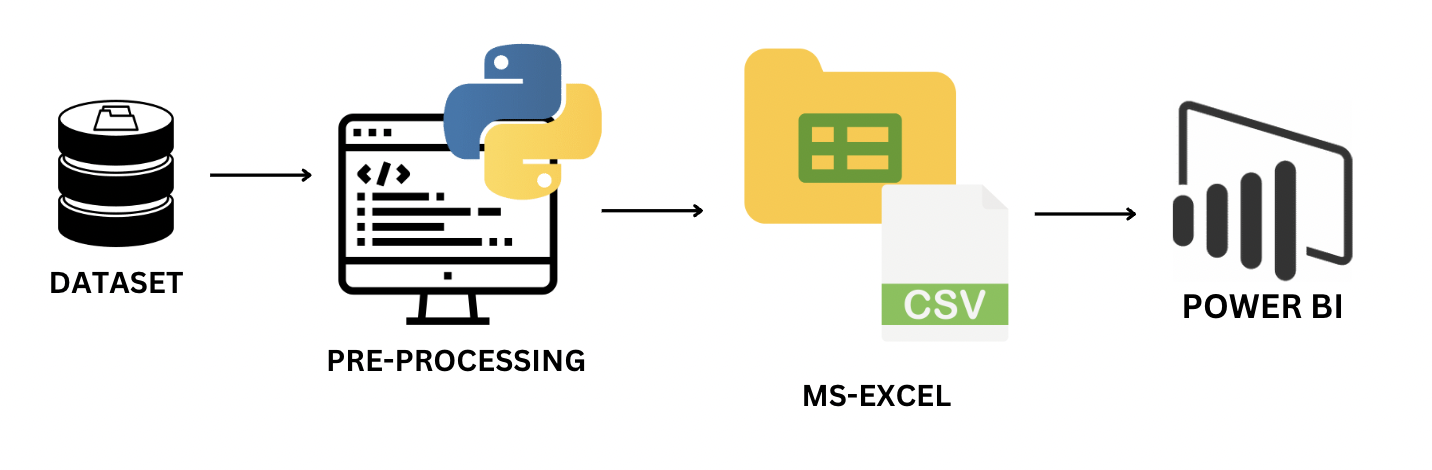 DATASET
</>
PRE-PROCESSING
CSV
MS-EXCEL
POWER BI